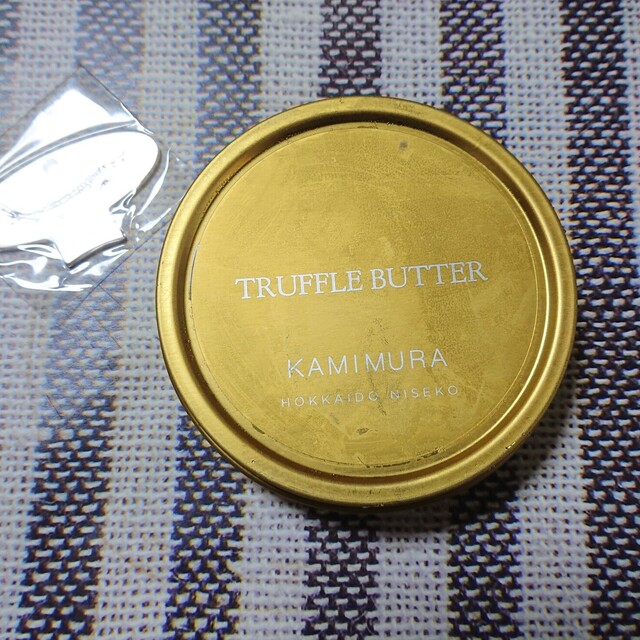 TRUFFLE BUTTER
KAMIMURA
HOKKAIDO NISEKO